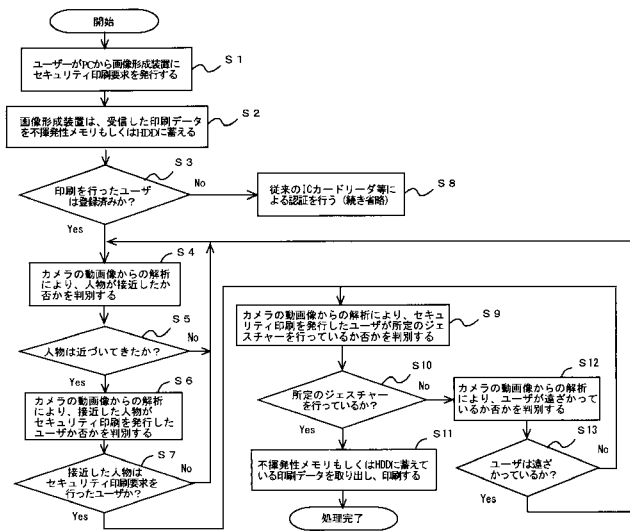 開始
ユーザーがPCから画像形成装置に
セキュリティ印刷要求を発行する
S1
画像形成装置は、受信した印刷データ
を不揮発性メモリもしくはHDDに蓄える
S2
印刷を行ったユーザ
は登録済みか?
S3
No
Yes
従来のICカードリーダ等
による認証を行う (続き省略)
S8
カメラの動画像からの解析
により、人物が接近したか
否かを判別する
S4
人物は近づいてきたか?
S5
No
Yes
カメラの動画像からの解析
により、接近した人物が
セキュリティ印刷を発行した
ユーザか否かを判別する
S6
接近した人物は
セキュリティ印刷要求を
行ったユーザか?
S7
No
Yes
カメラの動画像からの解析により、セキュ
リティ印刷を発行したユーザが所定のジェ
スチャーを行っているか否かを判別する
S9
所定のジェスチャー
を行っているか?
S10
No
Yes
不揮発性メモリもしくはHDDに蓄えて
いる印刷データを取り出し、印刷する
S11
処理完了
カメラの動画像からの解析
により、ユーザが遠ざかって
いるか否かを判別する
S12
ユーザは遠ざ
かっているか?
S13
No
Yes